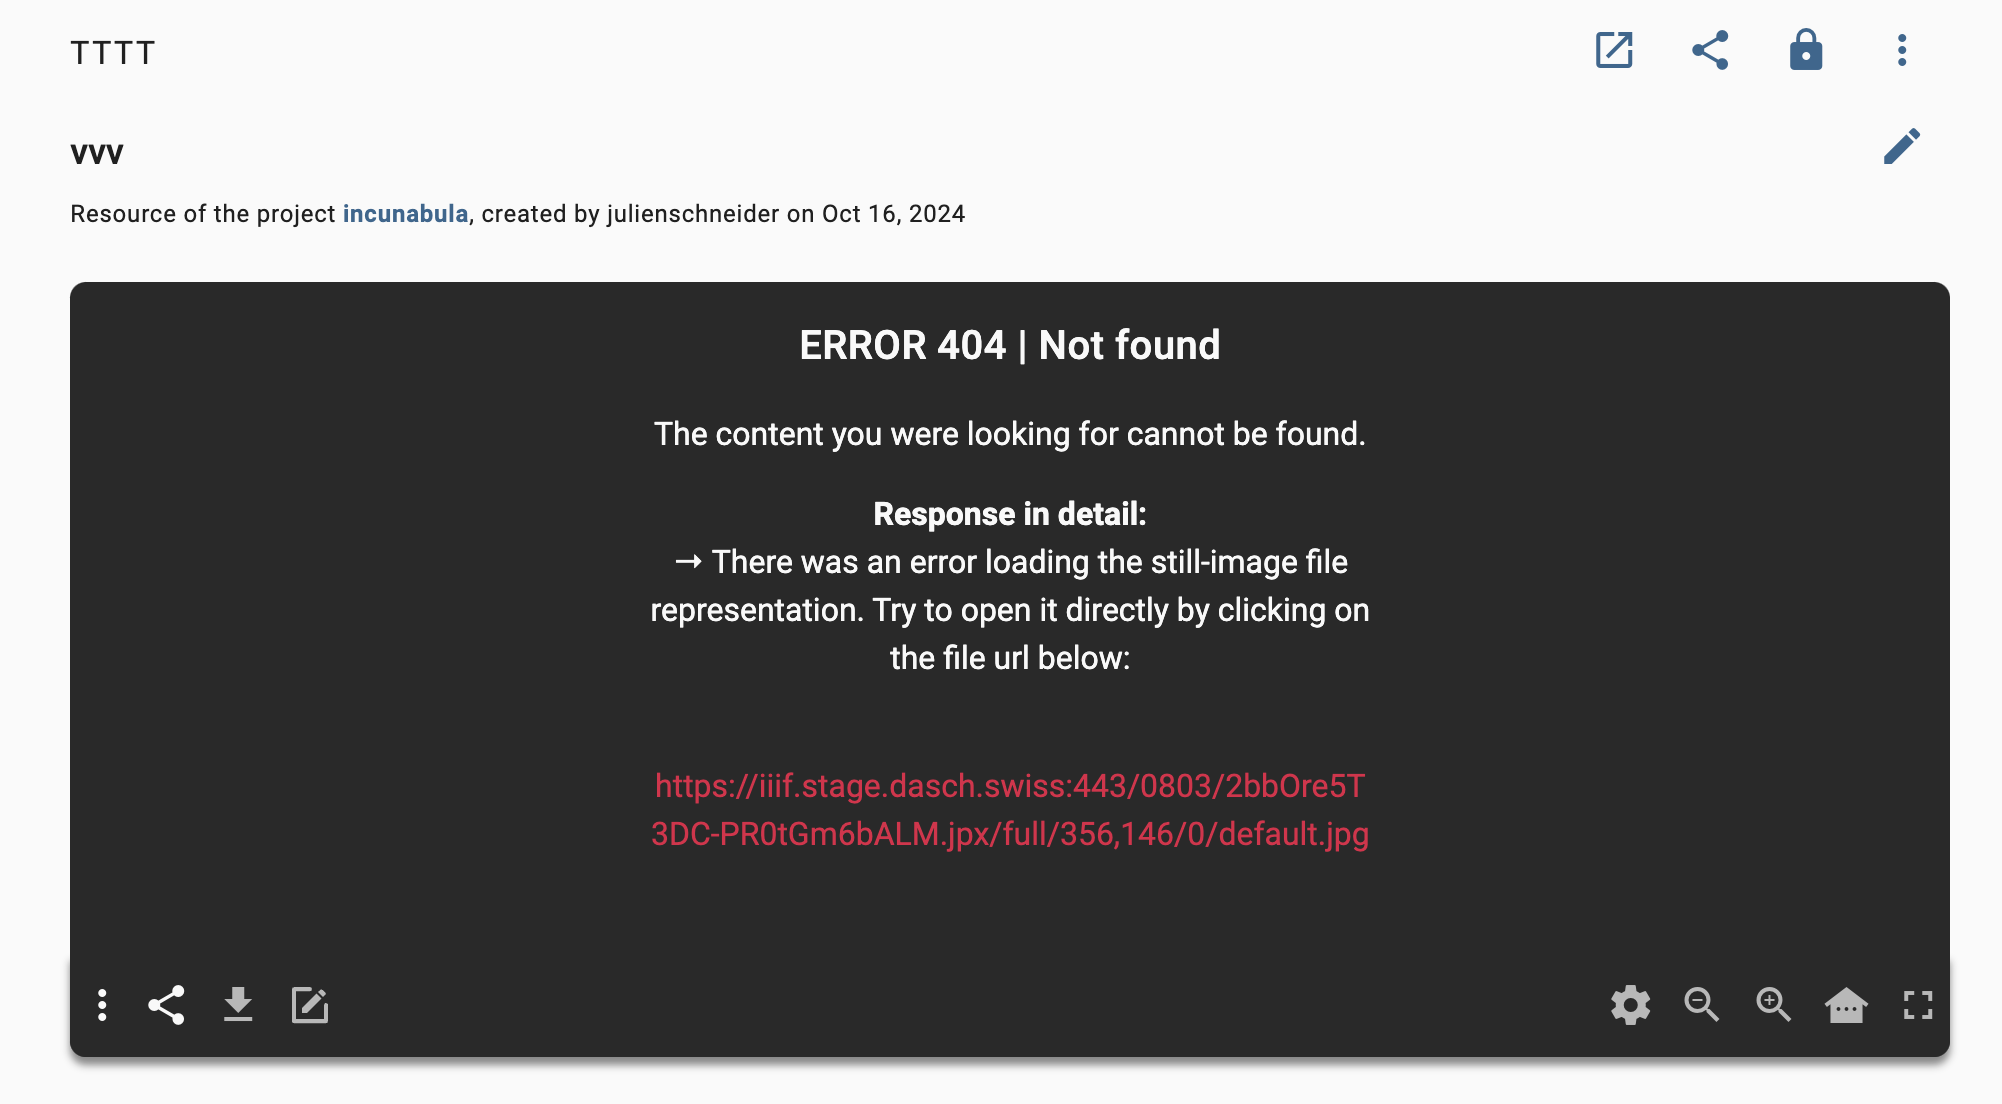 TTTT
vvv
Resource of the project incunabula, created by julienschneider on Oct 16, 2024
ERROR 404 | Not found
The content you were looking for cannot be found.
Response in detail:
→ There was an error loading the still-image file
representation. Try to open it directly by clicking on
the file url below:
https://iiif.stage.dasch.swiss:443/0803/2bbOre5T
3DC-PR0tGm6bALM.jpx/full/356,146/0/default.jpg